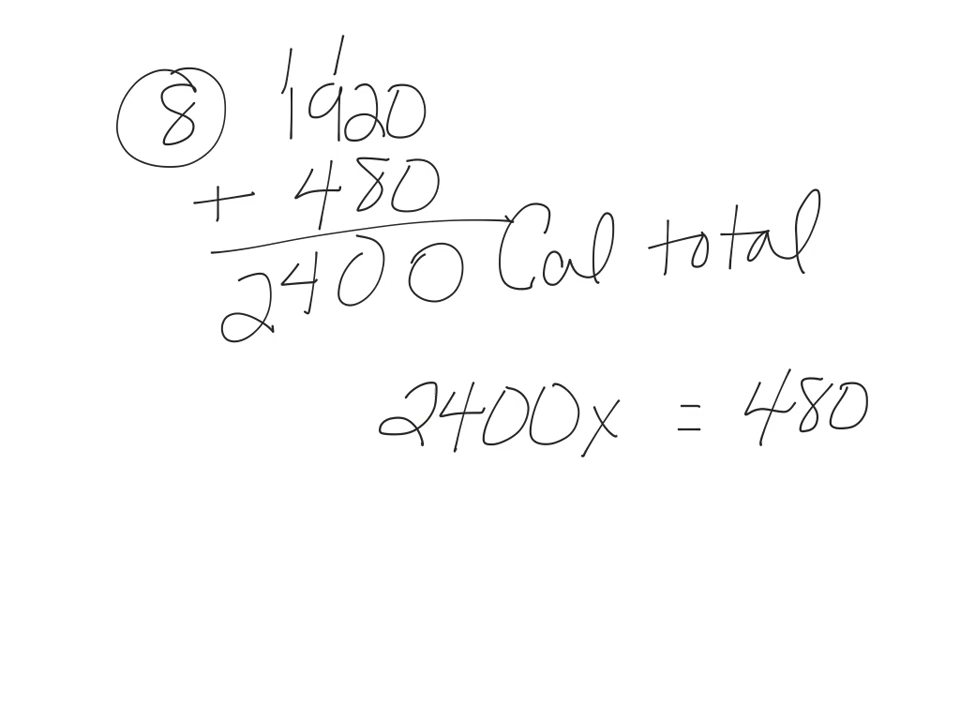 8 1920
+ 480
2400 Cal total
2400x = 480